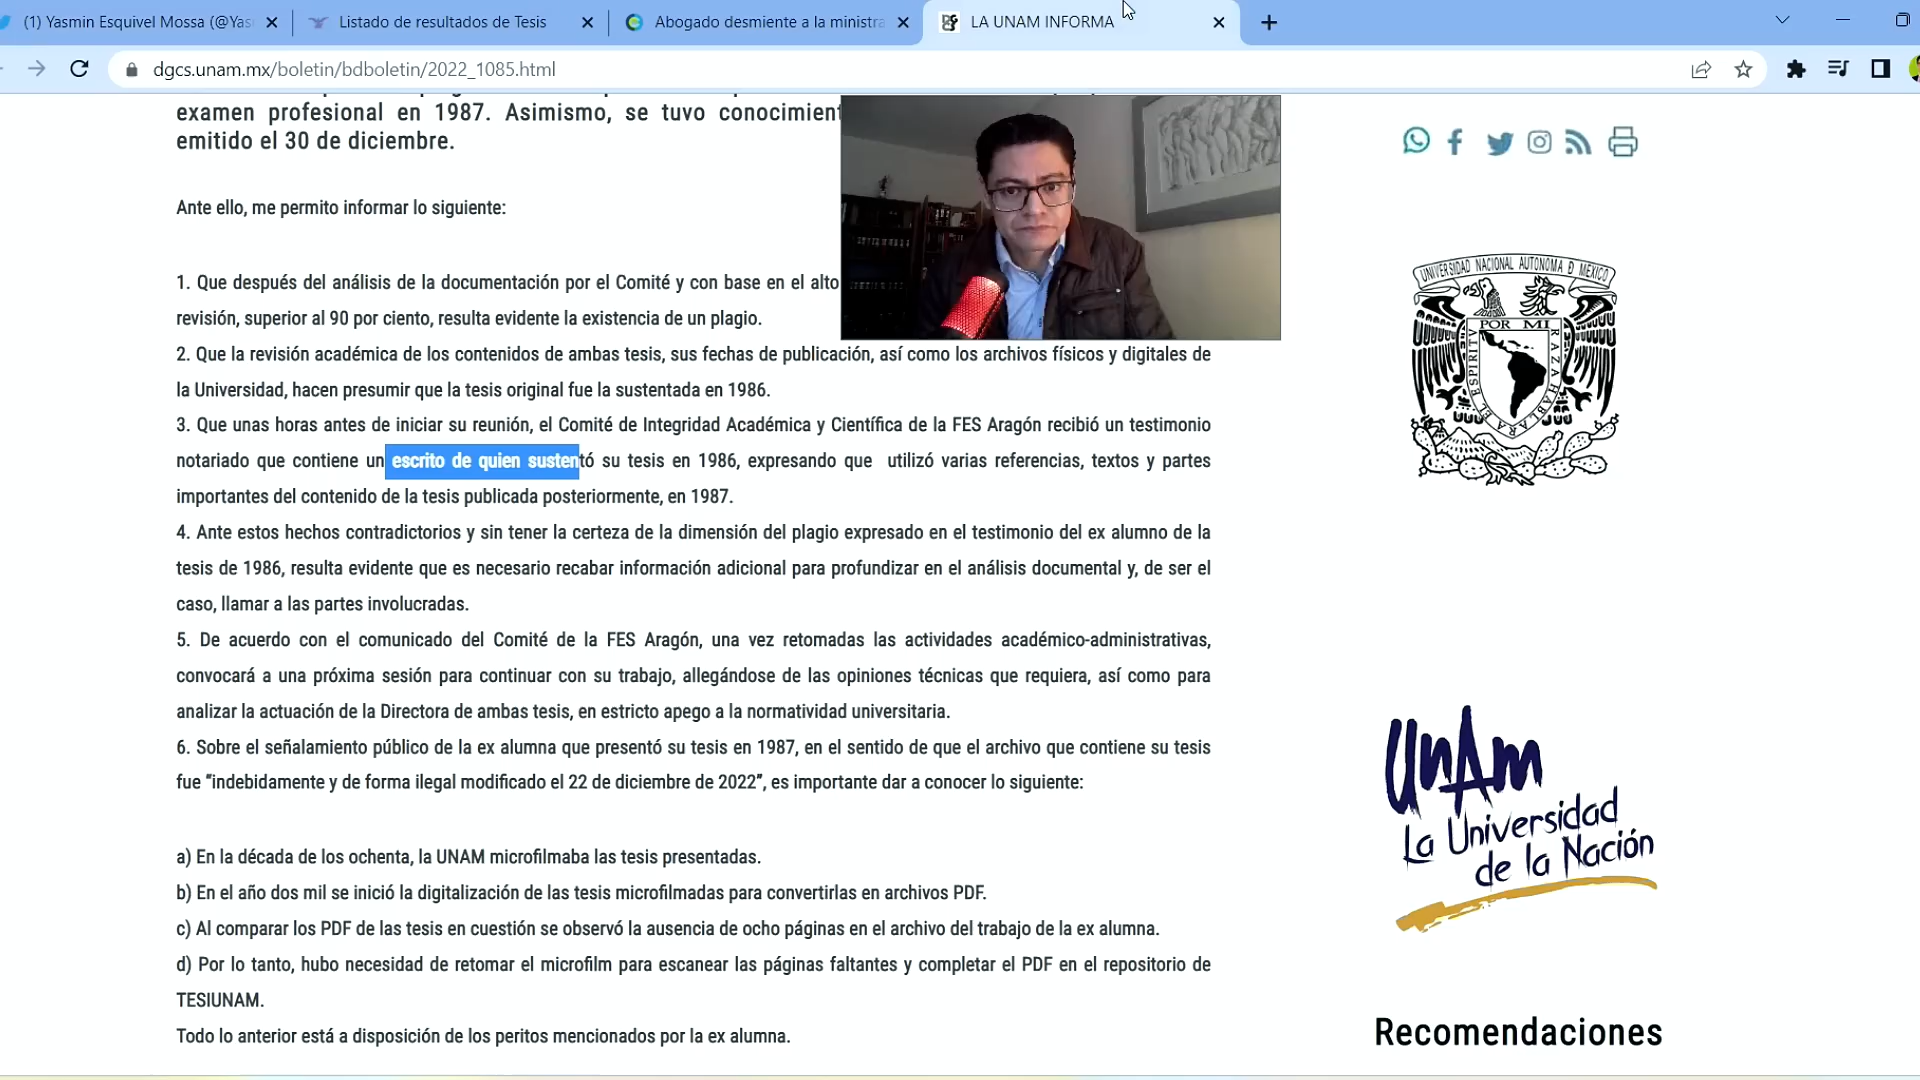 (1) Yasmin Esquivel Mossa (@Yas
Listado de resultados de Tesis
Abogado desmiente a la ministra
LA UNAM INFORMA
dgcs.unam.mx/boletin/bdboletin/2022_1085.html
examen profesional en 1987. Asimismo, se tuvo conocimient
emitido el 30 de diciembre.
Ante ello, me permito informar lo siguiente:
1. Que después del análisis de la documentación por el Comité y con base en el alto
revisión, superior al 90 por ciento, resulta evidente la existencia de un plagio.
2. Que la revisión académica de los contenidos de ambas tesis, sus fechas de publicación, así como los archivos físicos y digitales de
la Universidad, hacen presumir que la tesis original fue la sustentada en 1986.
3. Que unas horas antes de iniciar su reunión, el Comité de Integridad Académica y Científica de la FES Aragón recibió un testimonio
notariado que contiene un escrito de quien sustentó su tesis en 1986, expresando que utilizó varias referencias, textos y partes
importantes del contenido de la tesis publicada posteriormente, en 1987.
4. Ante estos hechos contradictorios y sin tener la certeza de la dimensión del plagio expresado en el testimonio del ex alumno de la
tesis de 1986, resulta evidente que es necesario recabar información adicional para profundizar en el análisis documental y, de ser el
caso, llamar a las partes involucradas.
5. De acuerdo con el comunicado del Comité de la FES Aragón, una vez retomadas las actividades académico-administrativas,
convocará a una próxima sesión para continuar con su trabajo, allegándose de las opiniones técnicas que requiera, así como para
analizar la actuación de la Directora de ambas tesis, en estricto apego a la normatividad universitaria.
6. Sobre el señalamiento público de la ex alumna que presentó su tesis en 1987, en el sentido de que el archivo que contiene su tesis
fue “indebidamente y de forma ilegal modificado el 22 de diciembre de 2022”, es importante dar a conocer lo siguiente:
a) En la década de los ochenta, la UNAM microfilmaba las tesis presentadas.
b) En el año dos mil se inició la digitalización de las tesis microfilmadas para convertirlas en archivos PDF.
c) Al comparar los PDF de las tesis en cuestión se observó la ausencia de ocho páginas en el archivo del trabajo de la ex alumna.
d) Por lo tanto, hubo necesidad de retomar el microfilm para escanear las páginas faltantes y completar el PDF en el repositorio de
TESIUNAM.
Todo lo anterior está a disposición de los peritos mencionados por la ex alumna.
UNIVERSIDAD NACIONAL AUTONOMA D MEXICO
POR MI
RAZA HABLARA
EL ESPIRITV
UnAm
La Universidad
de la Nación
Recomendaciones